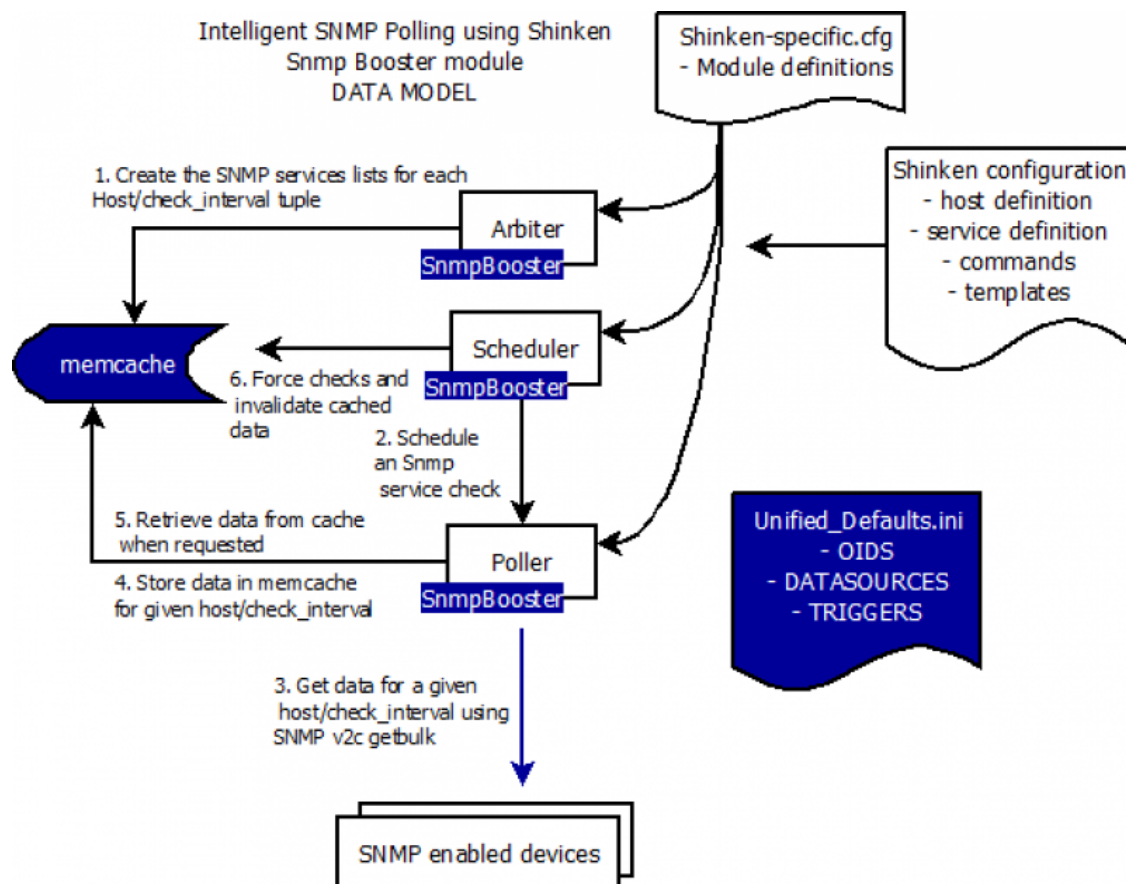 Intelligent SNMP Polling using Shinken
Snmp Booster module
DATA MODEL
Shinken-specific.cfg
- Module definitions
1. Create the SNMP services lists for each
Host/check_interval tuple
Shinken configuration
- host definition
- service definition
- commands
- templates
Arbiter
SnmpBooster
memcache
Scheduler
SnmpBooster
6. Force checks and
invalidate cached
data
2. Schedule
an Snmp
service check
5. Retrieve data from cache
when requested
4. Store data in memcache
for given host/check_interval
Poller
SnmpBooster
Unified_Defaults.ini
- OIDS
- DATASOURCES
- TRIGGERS
3. Get data for a given
host/check_interval using
SNMP v2c getbulk
SNMP enabled devices